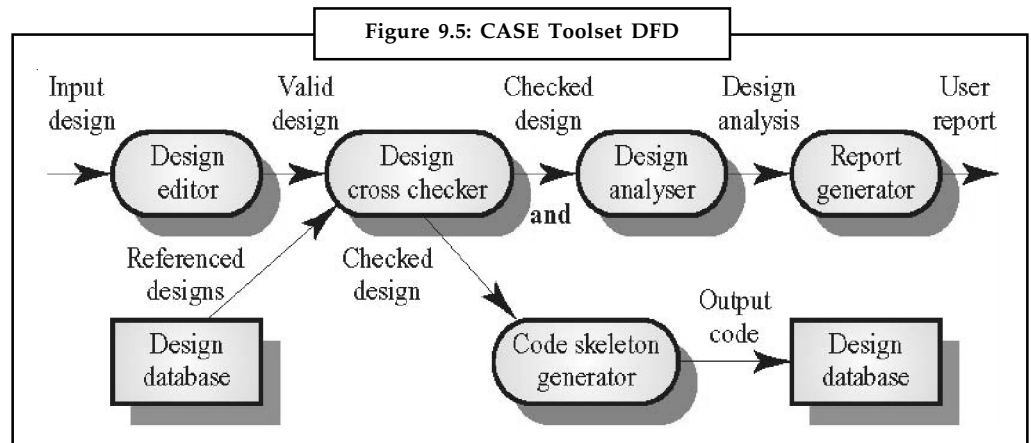 Figure 9.5: CASE Toolset DFD
Input
design
Valid
design
Checked
design
Design
analysis
User
report
Design
editor
Design
cross checker
and
Design
analyser
Report
generator
Referenced
designs
Checked
design
Design
database
Code skeleton
generator
Output
code
Design
database